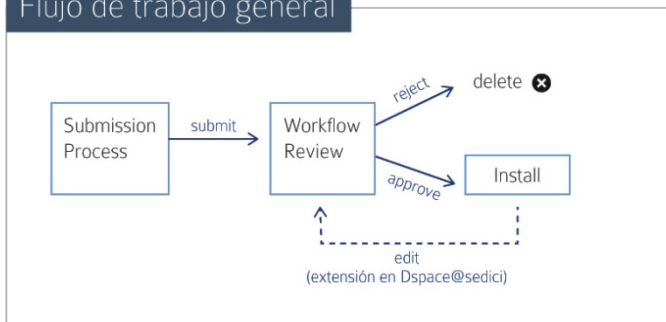 Flujo de trabajo general
reject
delete
Submission
Process
submit
Workflow
Review
approve
Install
edit
(extensión en Dspace@sedici)